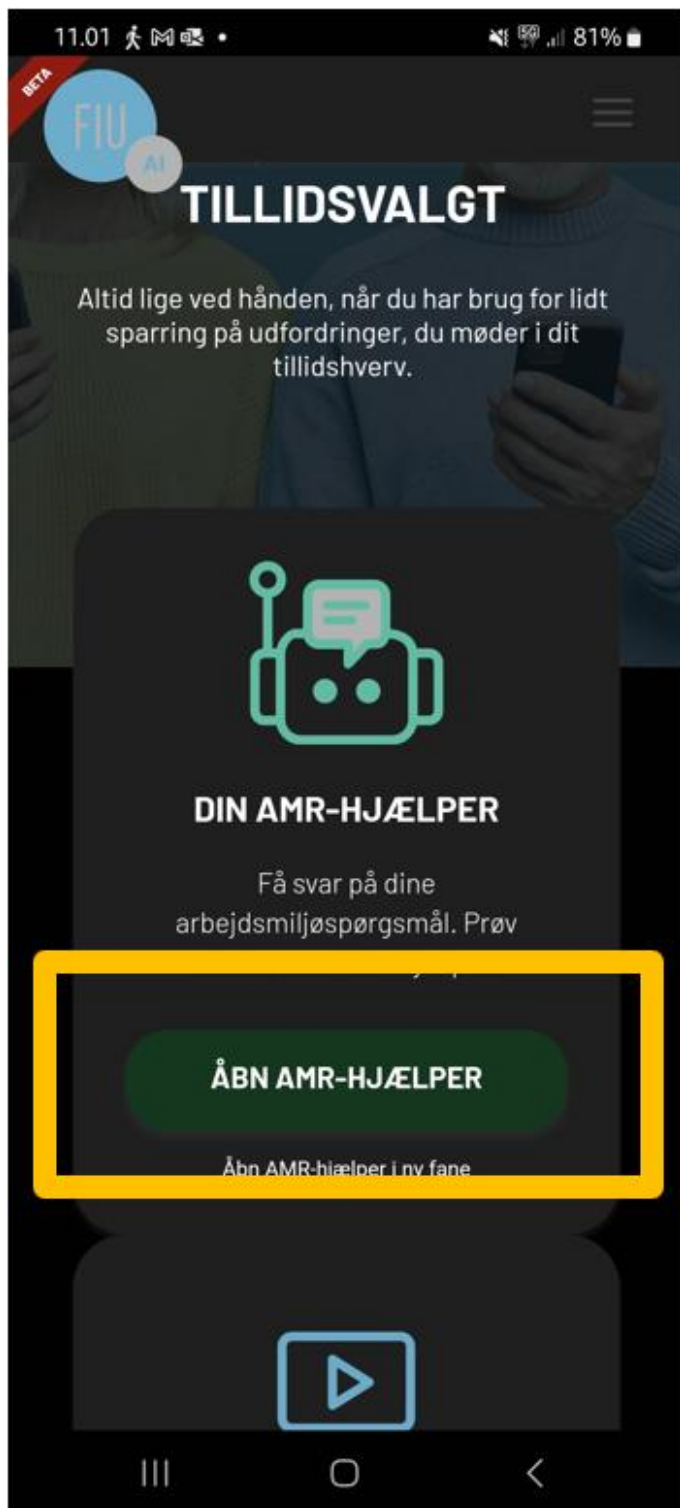 11.01
81%
5G
BETA
FIU
AI
TILLIDSVALGT
Altid lige ved hånden, når du har brug for lidt
sparring på udfordringer, du møder i dit
tillidshverv.
DIN AMR-HJÆLPER
Få svar på dine
arbejdsmiljøspørgsmål. Prøv
ÅBN AMR-HJÆLPER
Åbn AMR-hjælper i ny fane